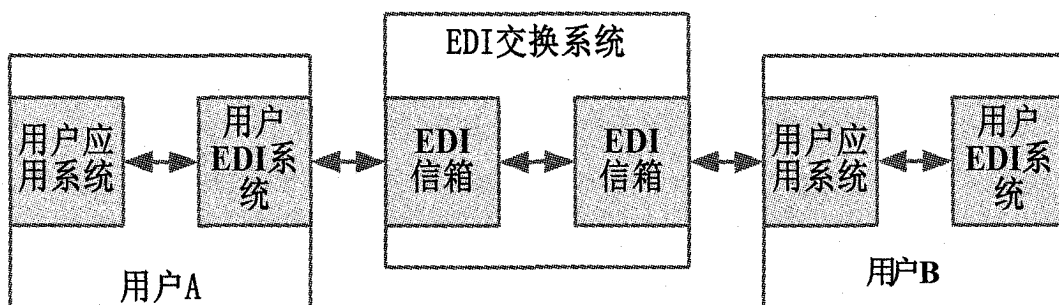 EDI交换系统
用户应
用系统
用户
EDI系
统
EDI
信箱
EDI
信箱
用户应
用系统
用户
EDI系
统
用户A
用户B